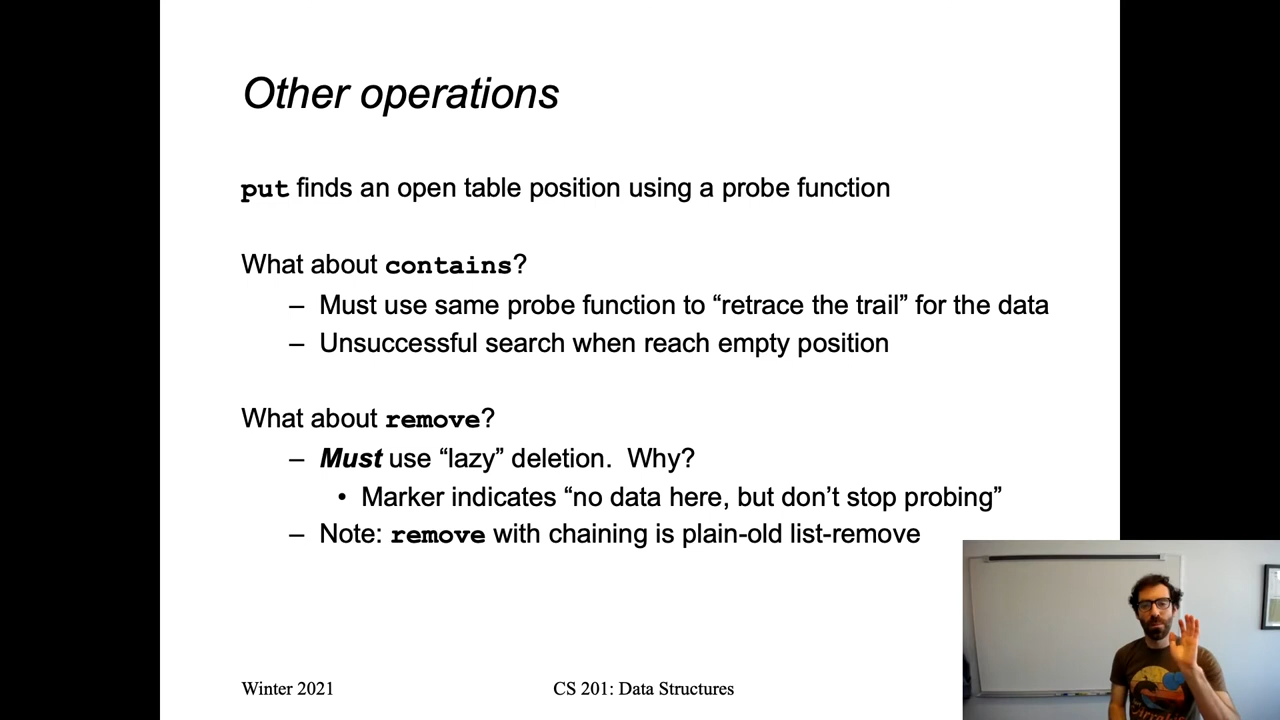 Other operations
put finds an open table position using a probe function
What about contains?
– Must use same probe function to “retrace the trail” for the data
– Unsuccessful search when reach empty position
What about remove?
– Must use “lazy” deletion.  Why?
• Marker indicates “no data here, but don’t stop probing”
– Note: remove with chaining is plain-old list-remove
Winter 2021
CS 201: Data Structures